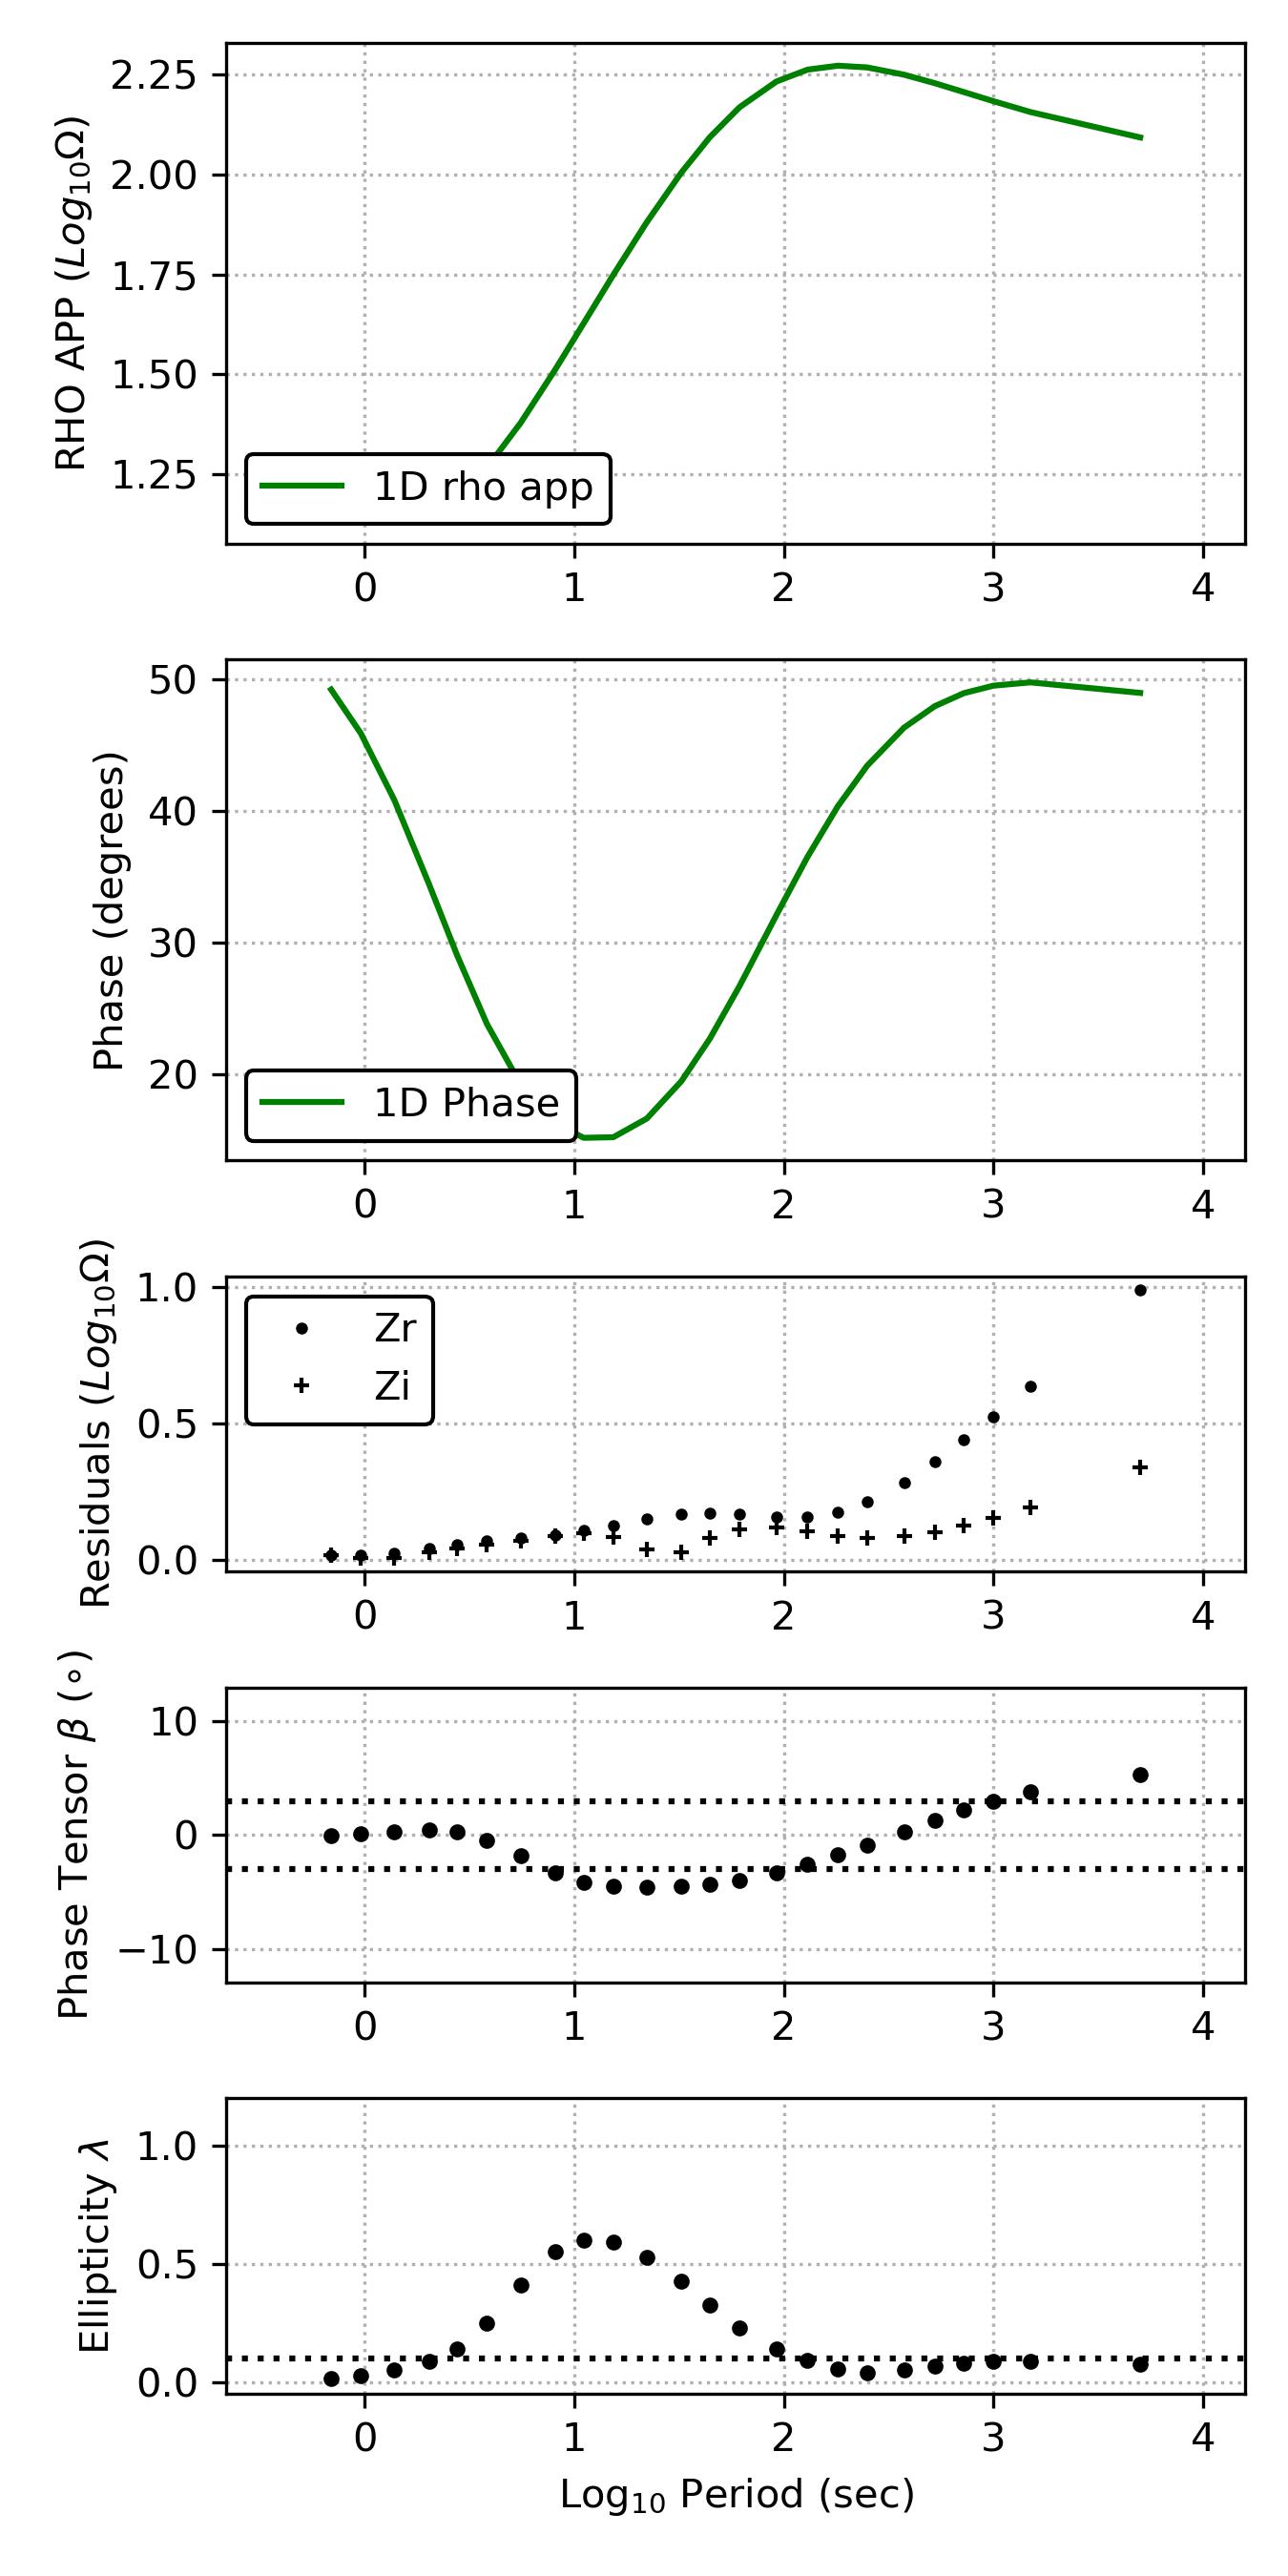 RHO APP (Log₁₀Ω)
2.25
2.00
1.75
1.50
1.25
1D rho app
0 1 2 3 4
Phase (degrees)
50
40
30
20
1D Phase
0 1 2 3 4
Residuals (Log₁₀Ω)
1.0
0.5
0.0
Zr
Zi
0 1 2 3 4
Phase Tensor β (∘)
10
0
−10
0 1 2 3 4
Ellipticity λ
1.0
0.5
0.0
0 1 2 3 4
Log₁₀ Period (sec)